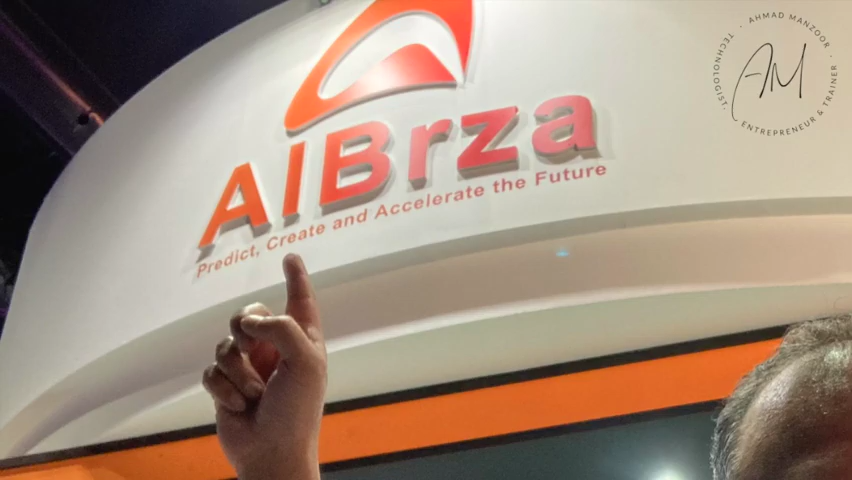 AIBrza
Predict, Create and Accelerate the Future
· AHMAD MANZOOR ·
TECHNOLOGIST,
ENTREPRENEUR & TRAINER
AM